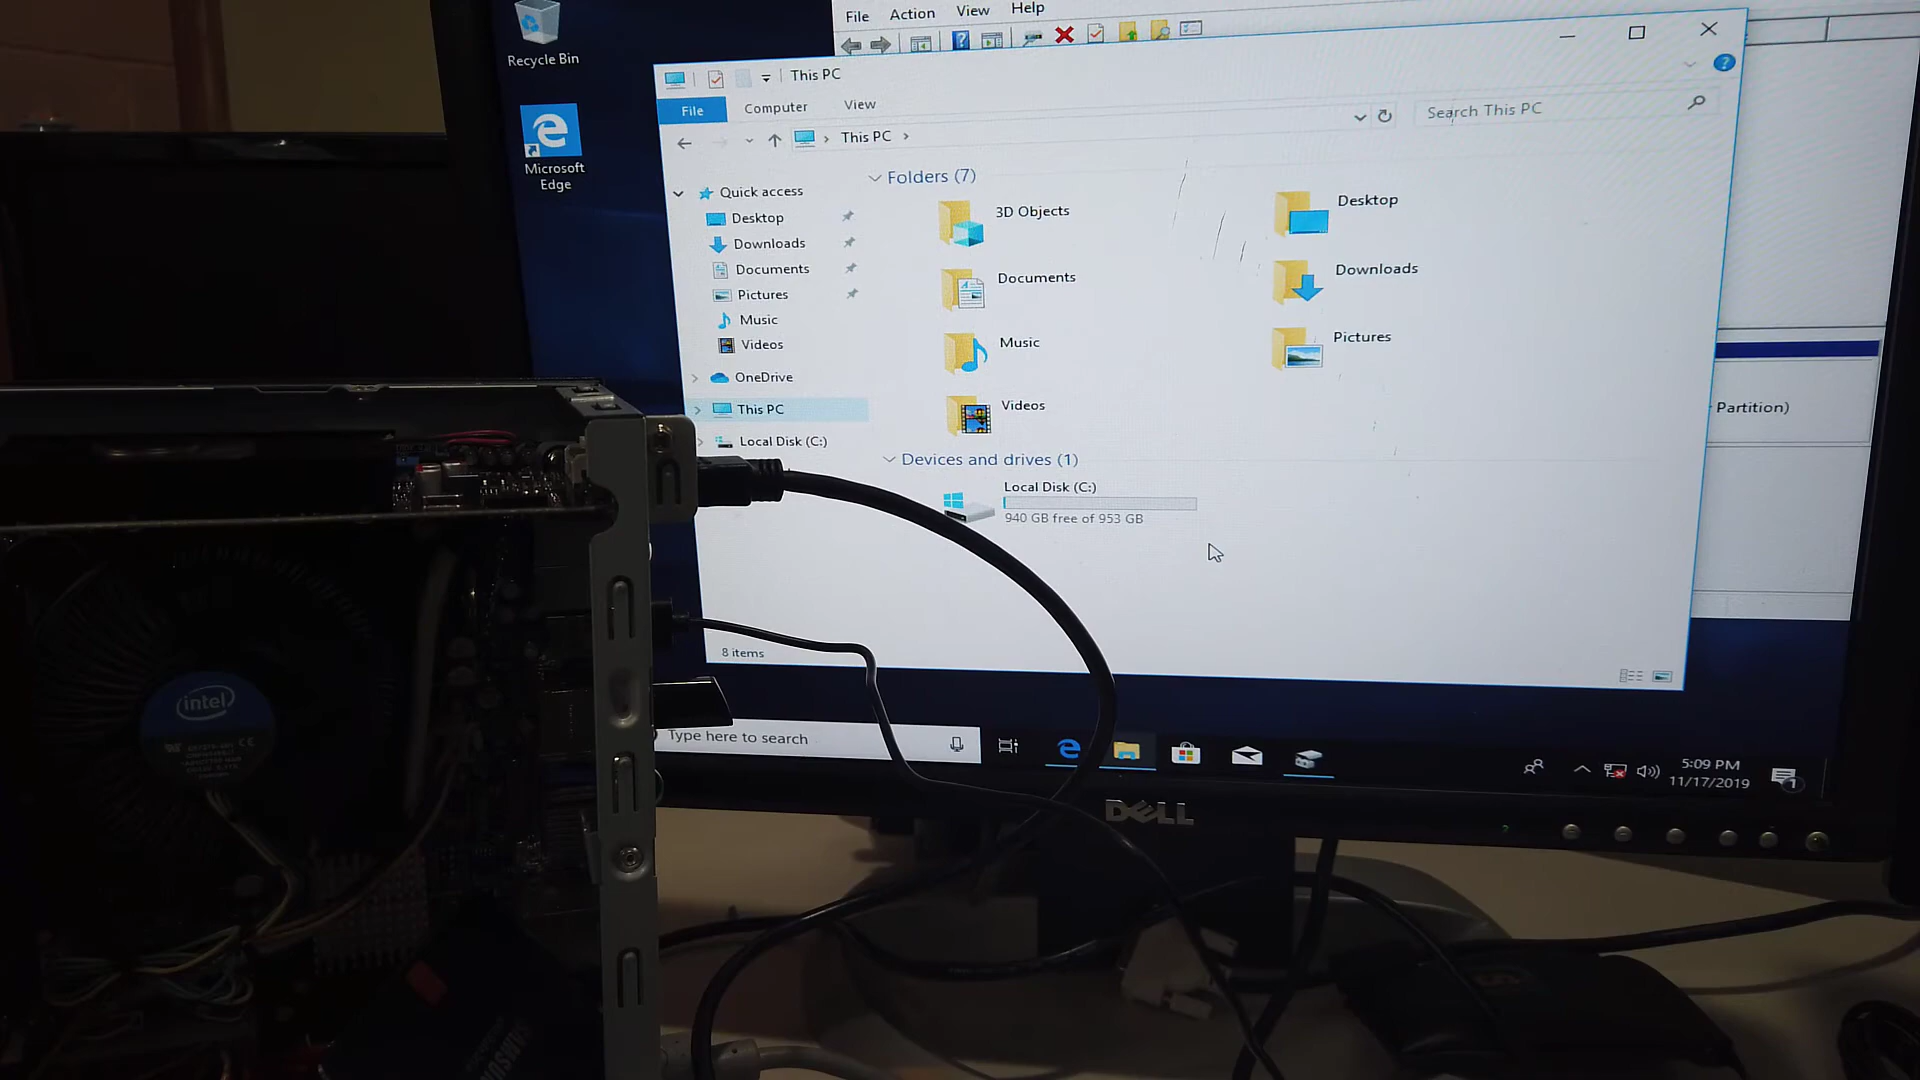 Recycle Bin
Microsoft
Edge
File Action View Help
This PC
File Computer View
This PC
Search This PC
Quick access
Desktop
Downloads
Documents
Pictures
Music
Videos
OneDrive
This PC
Local Disk (C:)
Folders (7)
3D Objects
Desktop
Documents
Downloads
Music
Pictures
Videos
Devices and drives (1)
Local Disk (C:)
940 GB free of 953 GB
8 items
Partition)
Type here to search
5:09 PM
11/17/2019
1
DELL
intel
SAMSUNG